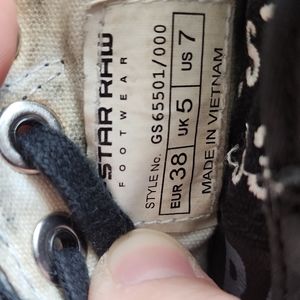 STAR RAW
FOOTWEAR
STYLE No. GS65501/000
EUR 38 UK 5 US 7
MADE IN VIETNAM